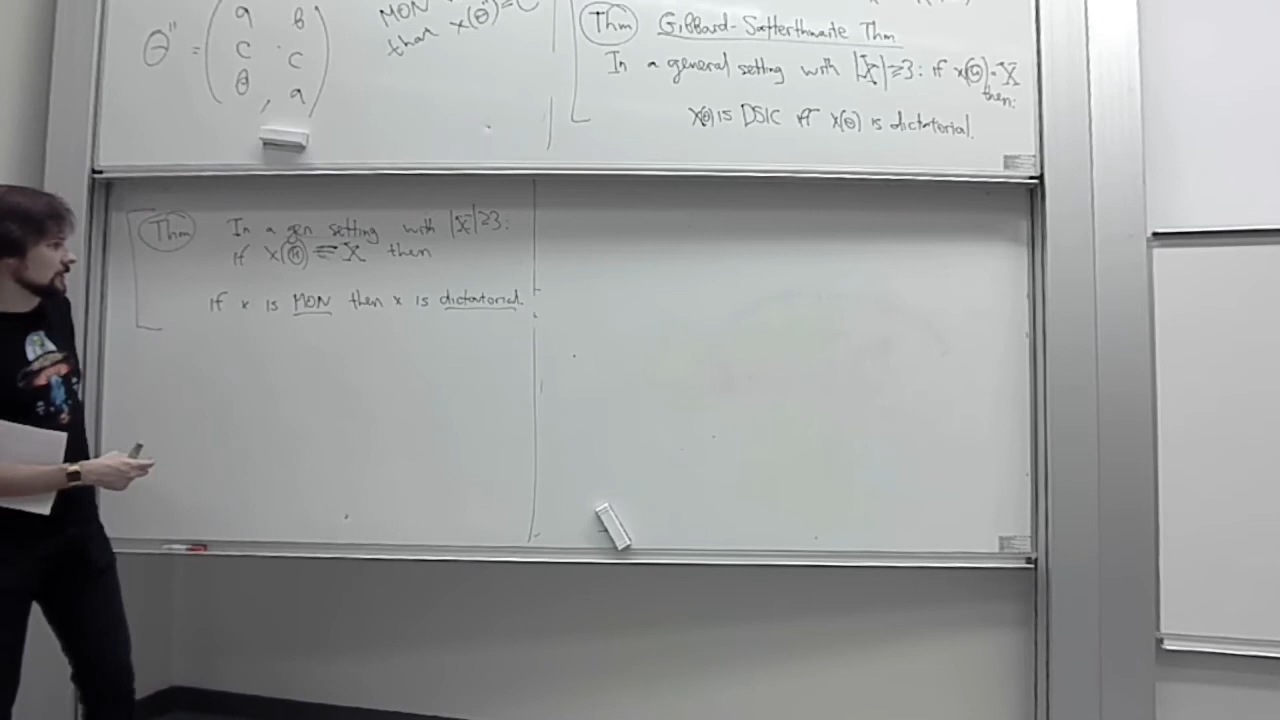 θ'' = ( a b
c . c
b , a )
MON
that x(θ'')=C
Thm Gibbard-Satterthwaite Thm
In a general setting with |X|≥3: if x(Θ)=X
then:
x(θ) is DSIC iff x(θ) is dictatorial.
Thm In a gen setting with |X|≥3:
if x(Θ) = X then
if x is MON then x is dictatorial.